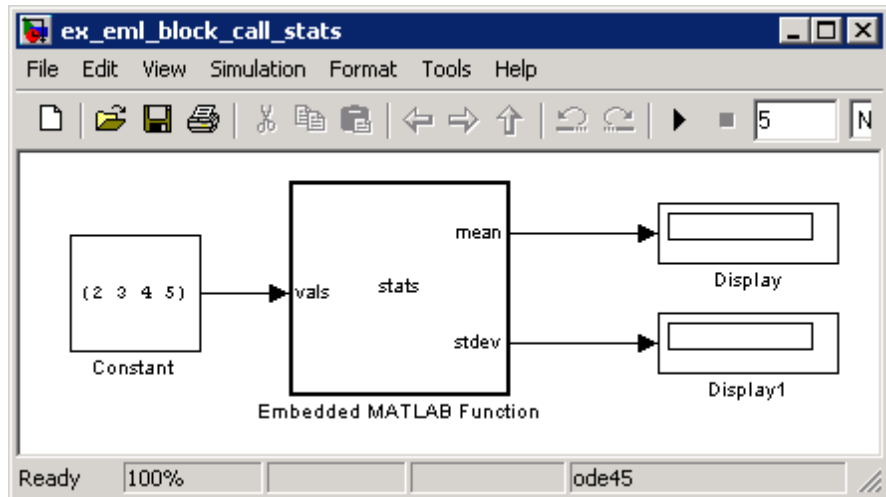 ex_eml_block_call_stats
File Edit View Simulation Format Tools Help
5 N
mean
(2 3 4 5) vals stats
Display
stdev
Constant
Display1
Embedded MATLAB Function
Ready 100% ode45